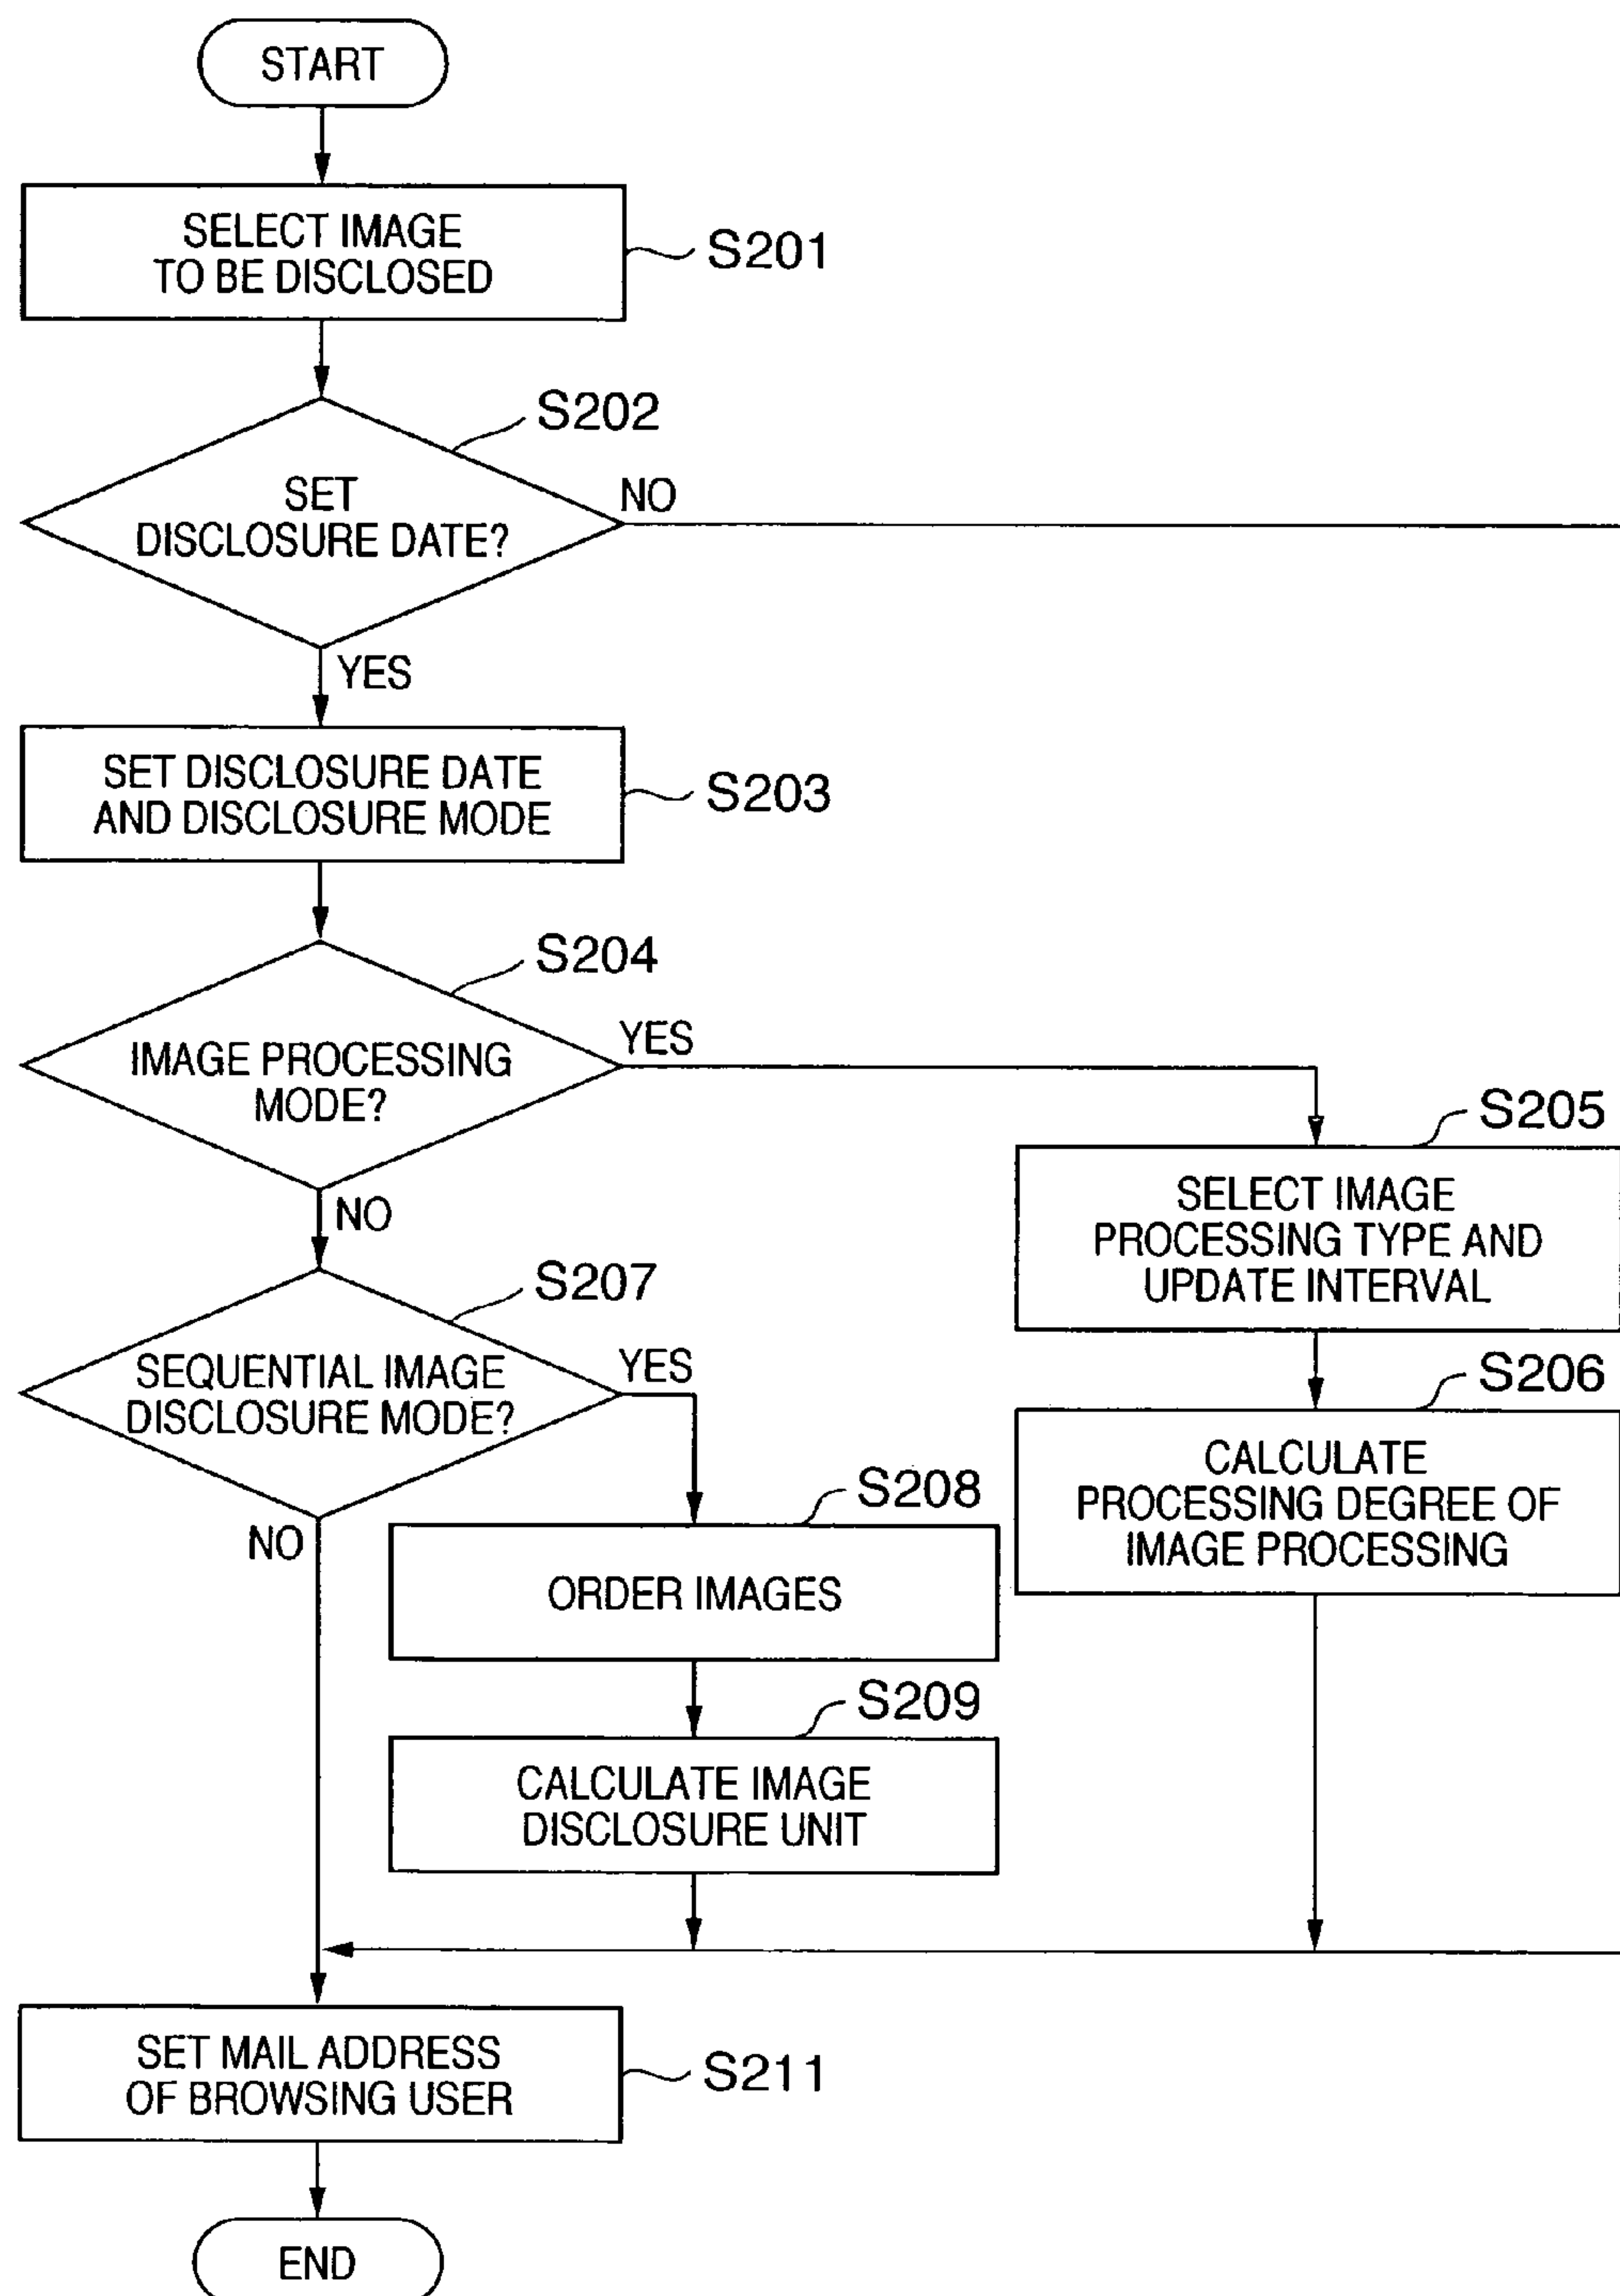 START
SELECT IMAGE
TO BE DISCLOSED
S201
S202
SET
DISCLOSURE DATE?
NO
YES
SET DISCLOSURE DATE
AND DISCLOSURE MODE
S203
S204
IMAGE PROCESSING
MODE?
YES
NO
S205
SELECT IMAGE
PROCESSING TYPE AND
UPDATE INTERVAL
S206
CALCULATE
PROCESSING DEGREE OF
IMAGE PROCESSING
S207
SEQUENTIAL IMAGE
DISCLOSURE MODE?
YES
NO
S208
ORDER IMAGES
S209
CALCULATE IMAGE
DISCLOSURE UNIT
SET MAIL ADDRESS
OF BROWSING USER
S211
END